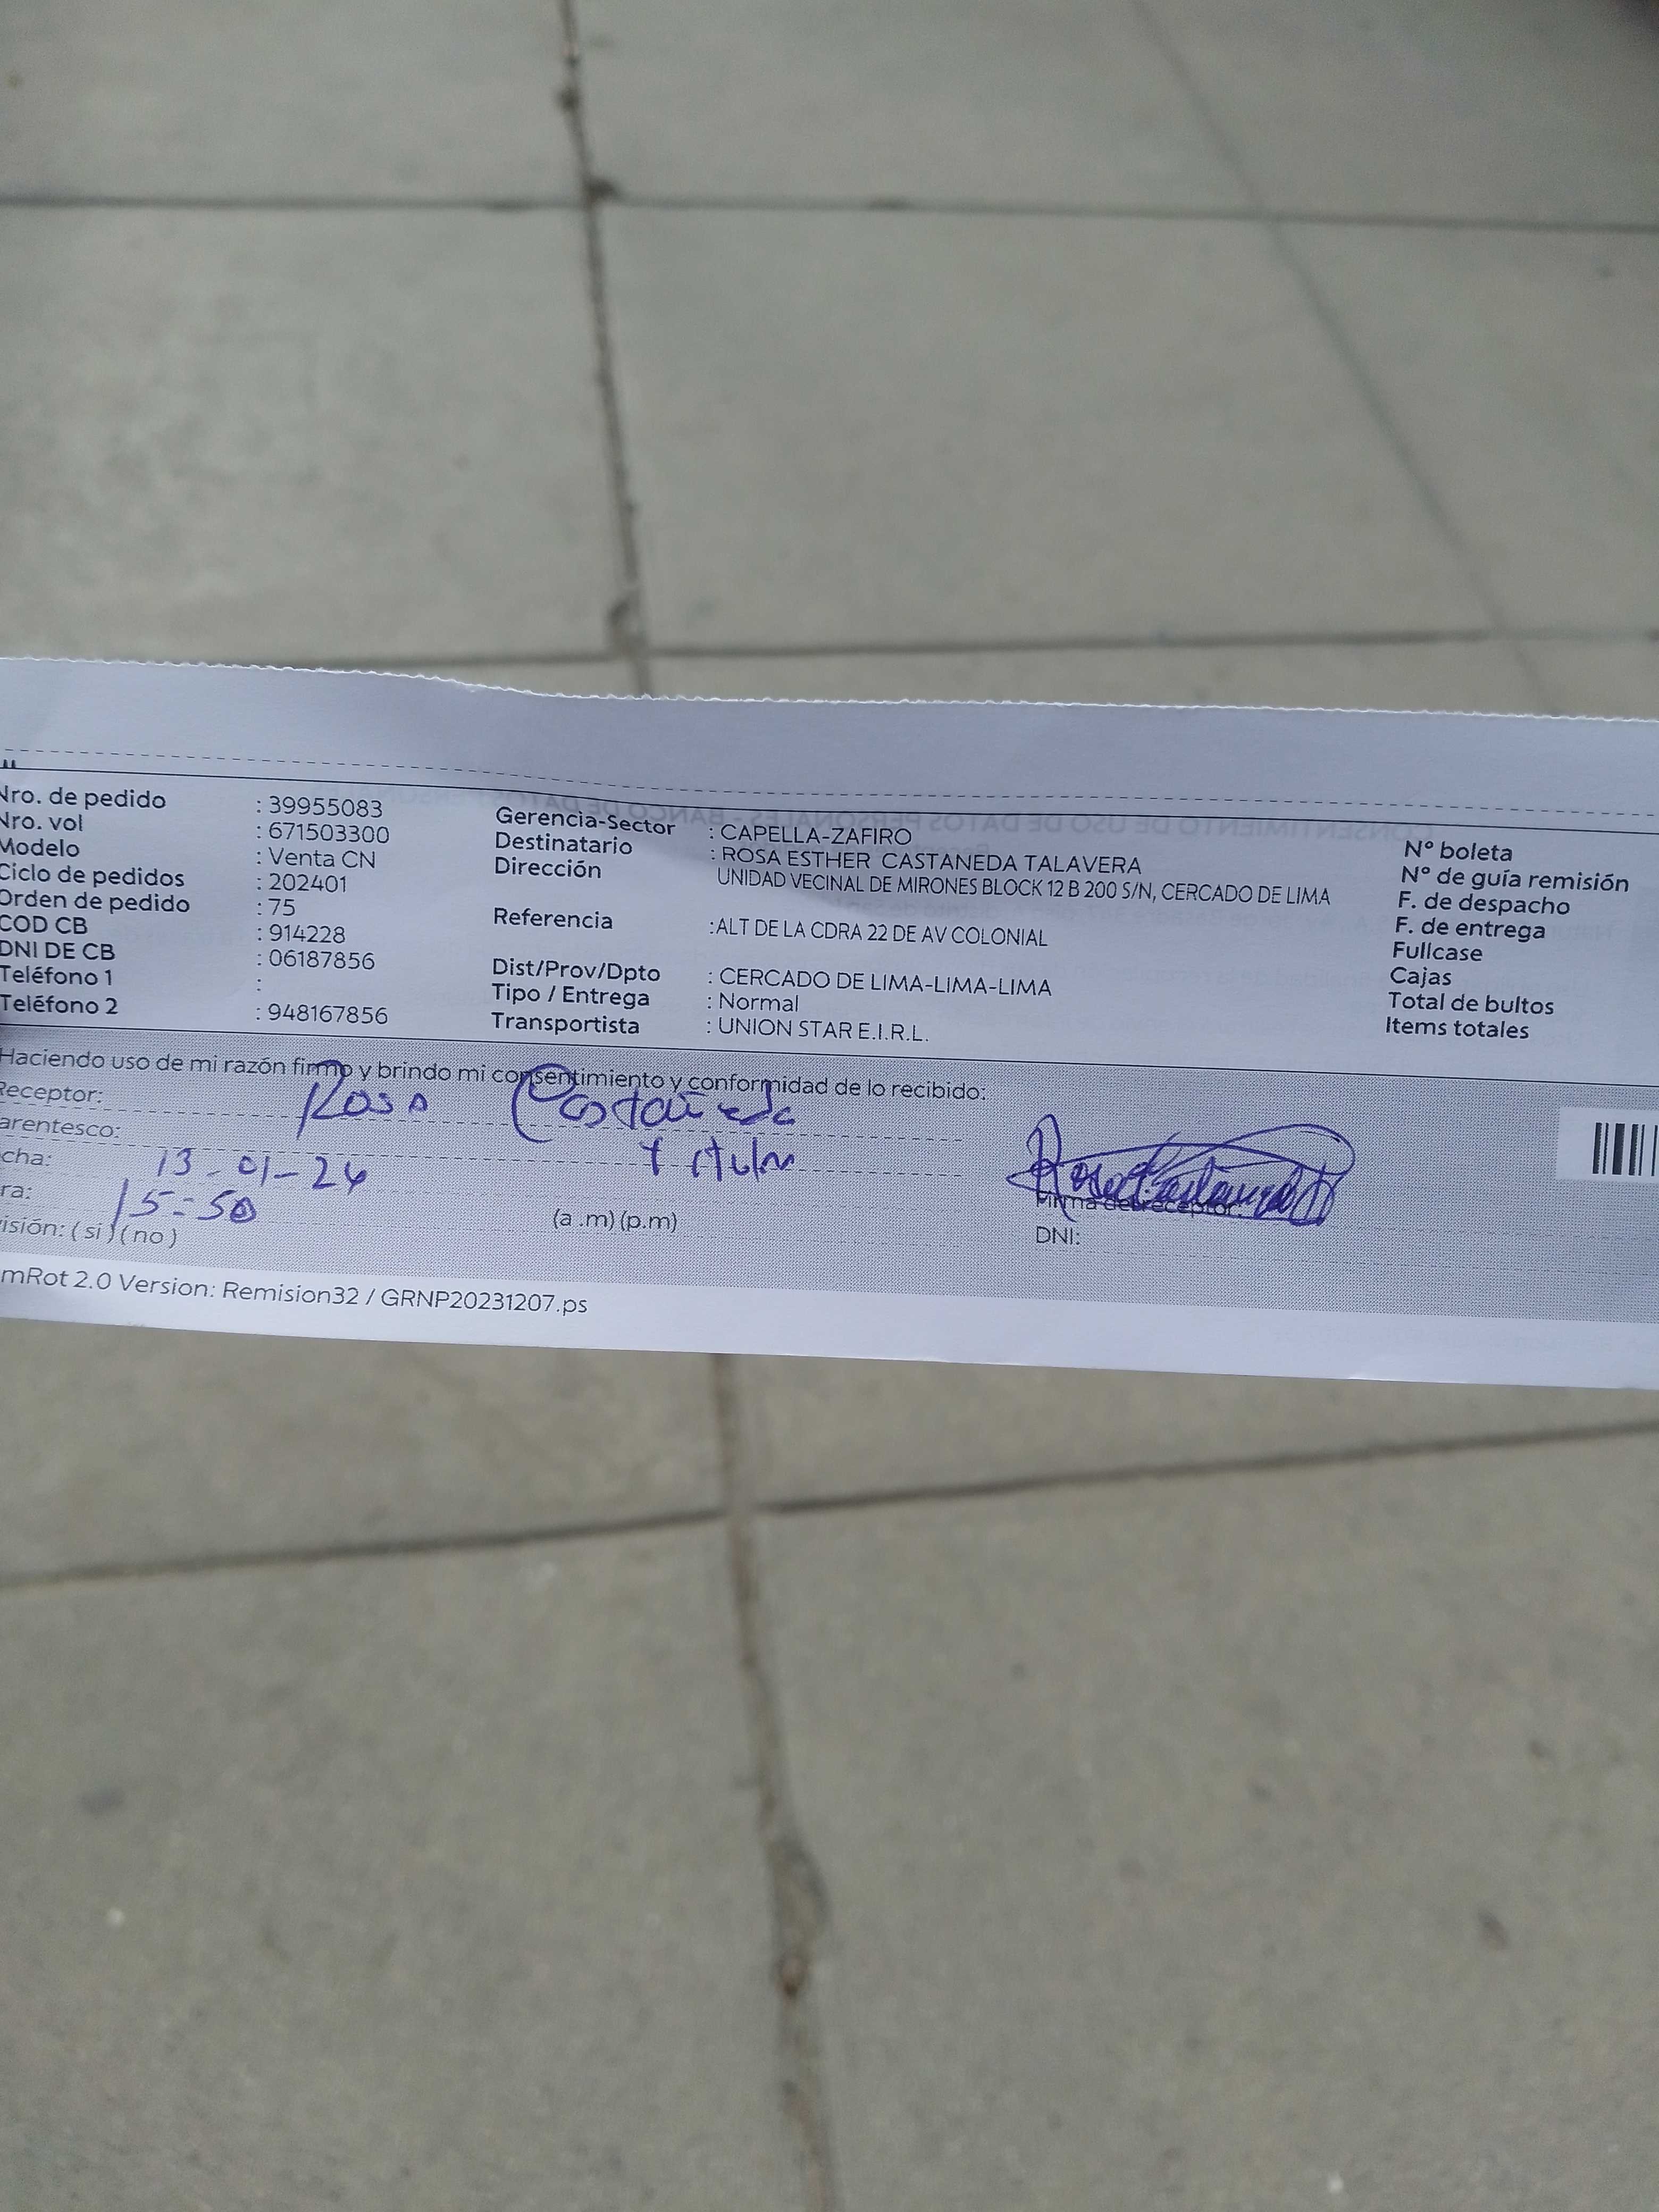 Nro. de pedido : 39955083
Nro. vol : 671503300
Modelo : Venta CN
Ciclo de pedidos : 202401
Orden de pedido : 75
COD CB : 914228
DNI DE CB : 06187856
Teléfono 1 :
Teléfono 2 : 948167856
Gerencia-Sector : CAPELLA-ZAFIRO
Destinatario : ROSA ESTHER CASTANEDA TALAVERA
Dirección UNIDAD VECINAL DE MIRONES BLOCK 12 B 200 S/N, CERCADO DE LIMA
Referencia : ALT DE LA CDRA 22 DE AV COLONIAL
Dist/Prov/Dpto : CERCADO DE LIMA-LIMA-LIMA
Tipo / Entrega : Normal
Transportista : UNION STAR E.I.R.L.
N° boleta
N° de guía remisión
F. de despacho
F. de entrega
Fullcase
Cajas
Total de bultos
Items totales
Haciendo uso de mi razón firmo y brindo mi consentimiento y conformidad de lo recibido:
Receptor: Rosa Castañeda
arentesco: titular
cha: 13-01-24
ra: 15:50 (a .m) (p.m)
isión: ( si ) ( no )
Firma del receptor:
DNI:
mRot 2.0 Version: Remision32 / GRNP20231207.ps